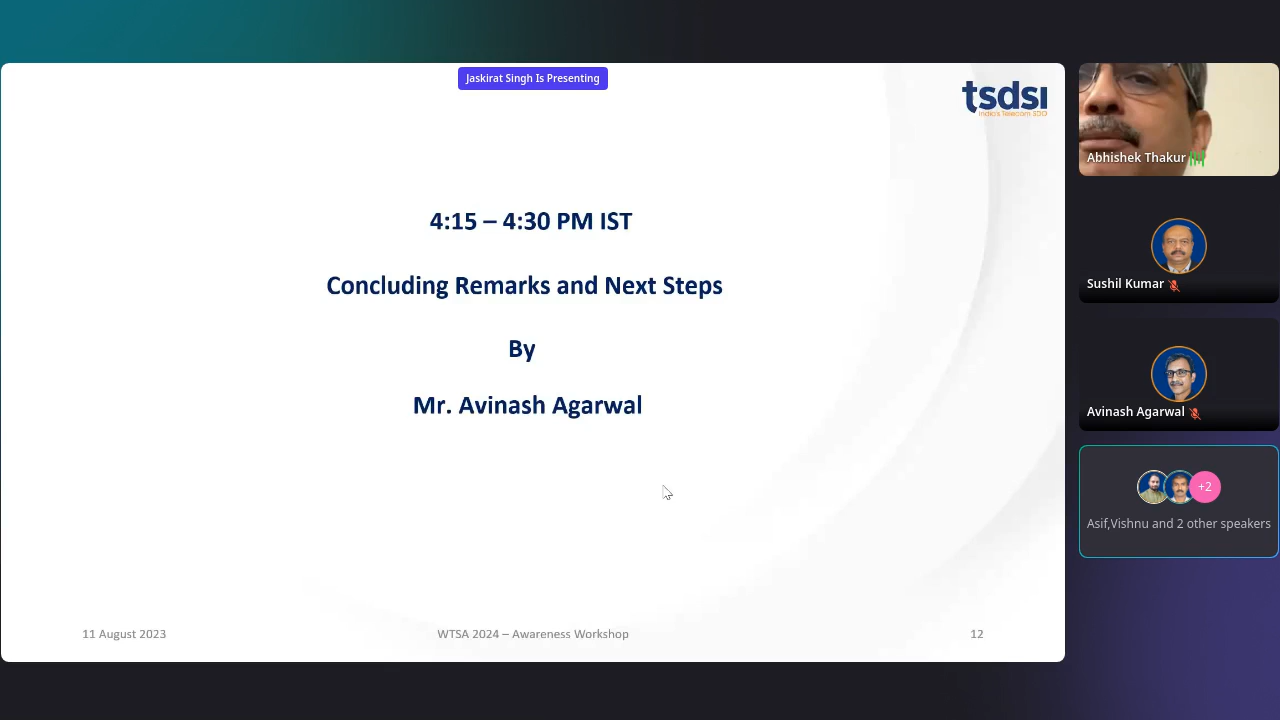 Jaskirat Singh Is Presenting
tsdsi
India's Telecom SDO
4:15 – 4:30 PM IST
Concluding Remarks and Next Steps
By
Mr. Avinash Agarwal
11 August 2023
WTSA 2024 – Awareness Workshop
12
Abhishek Thakur
Sushil Kumar
Avinash Agarwal
+2
Asif,Vishnu and 2 other speakers